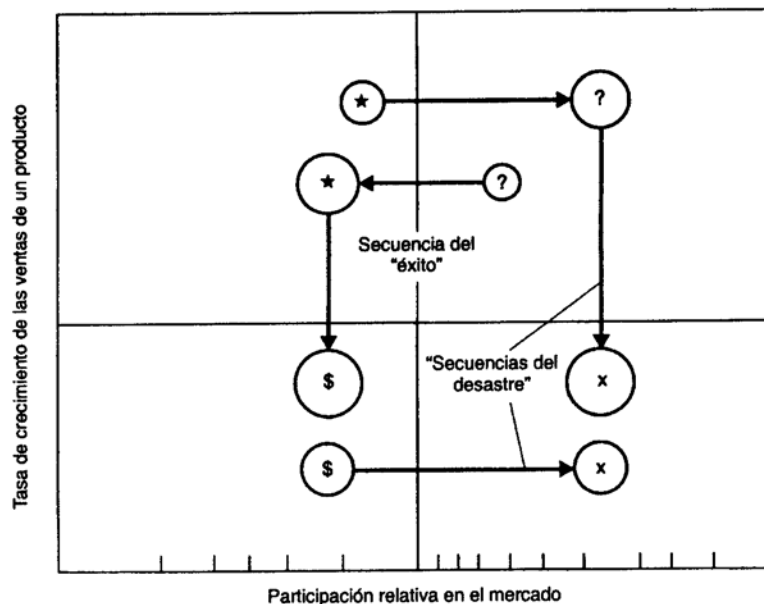 Tasa de crecimiento de las ventas de un producto
★
?
★
?
Secuencia del
"éxito"
"Secuencias del
desastre"
$
x
$
x
Participación relativa en el mercado